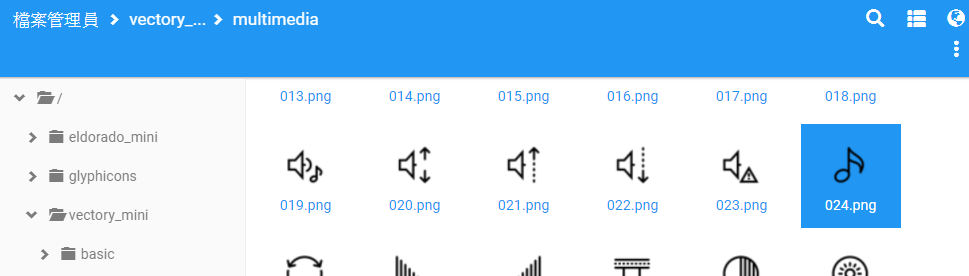 檔案管理員 vectory_... multimedia
/
eldorado_mini
glyphicons
vectory_mini
basic
013.png 014.png 015.png 016.png 017.png 018.png
019.png 020.png 021.png 022.png 023.png 024.png